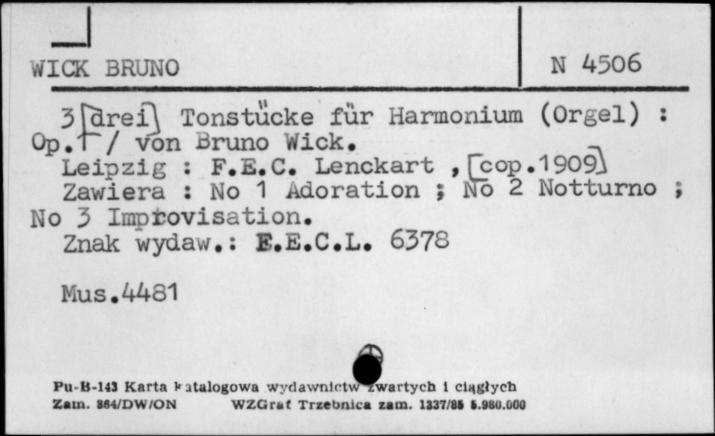 WICK BRUNO N 4506
3 [drei] Tonstücke für Harmonium (Orgel) :
Op.1 / von Bruno Wick.
Leipzig : F.E.C. Lenckart , [cop.1909]
Zawiera : No 1 Adoration ; No 2 Notturno ;
No 3 Improvisation.
Znak wydaw.: F.E.C.L. 6378
Mus.4481
Pu-B-143 Karta katalogowa wydawnictw zwartych i ciągłych
Zam. 864/DW/ON WZGraf Trzebnica zam. 1337/85 5.980.000